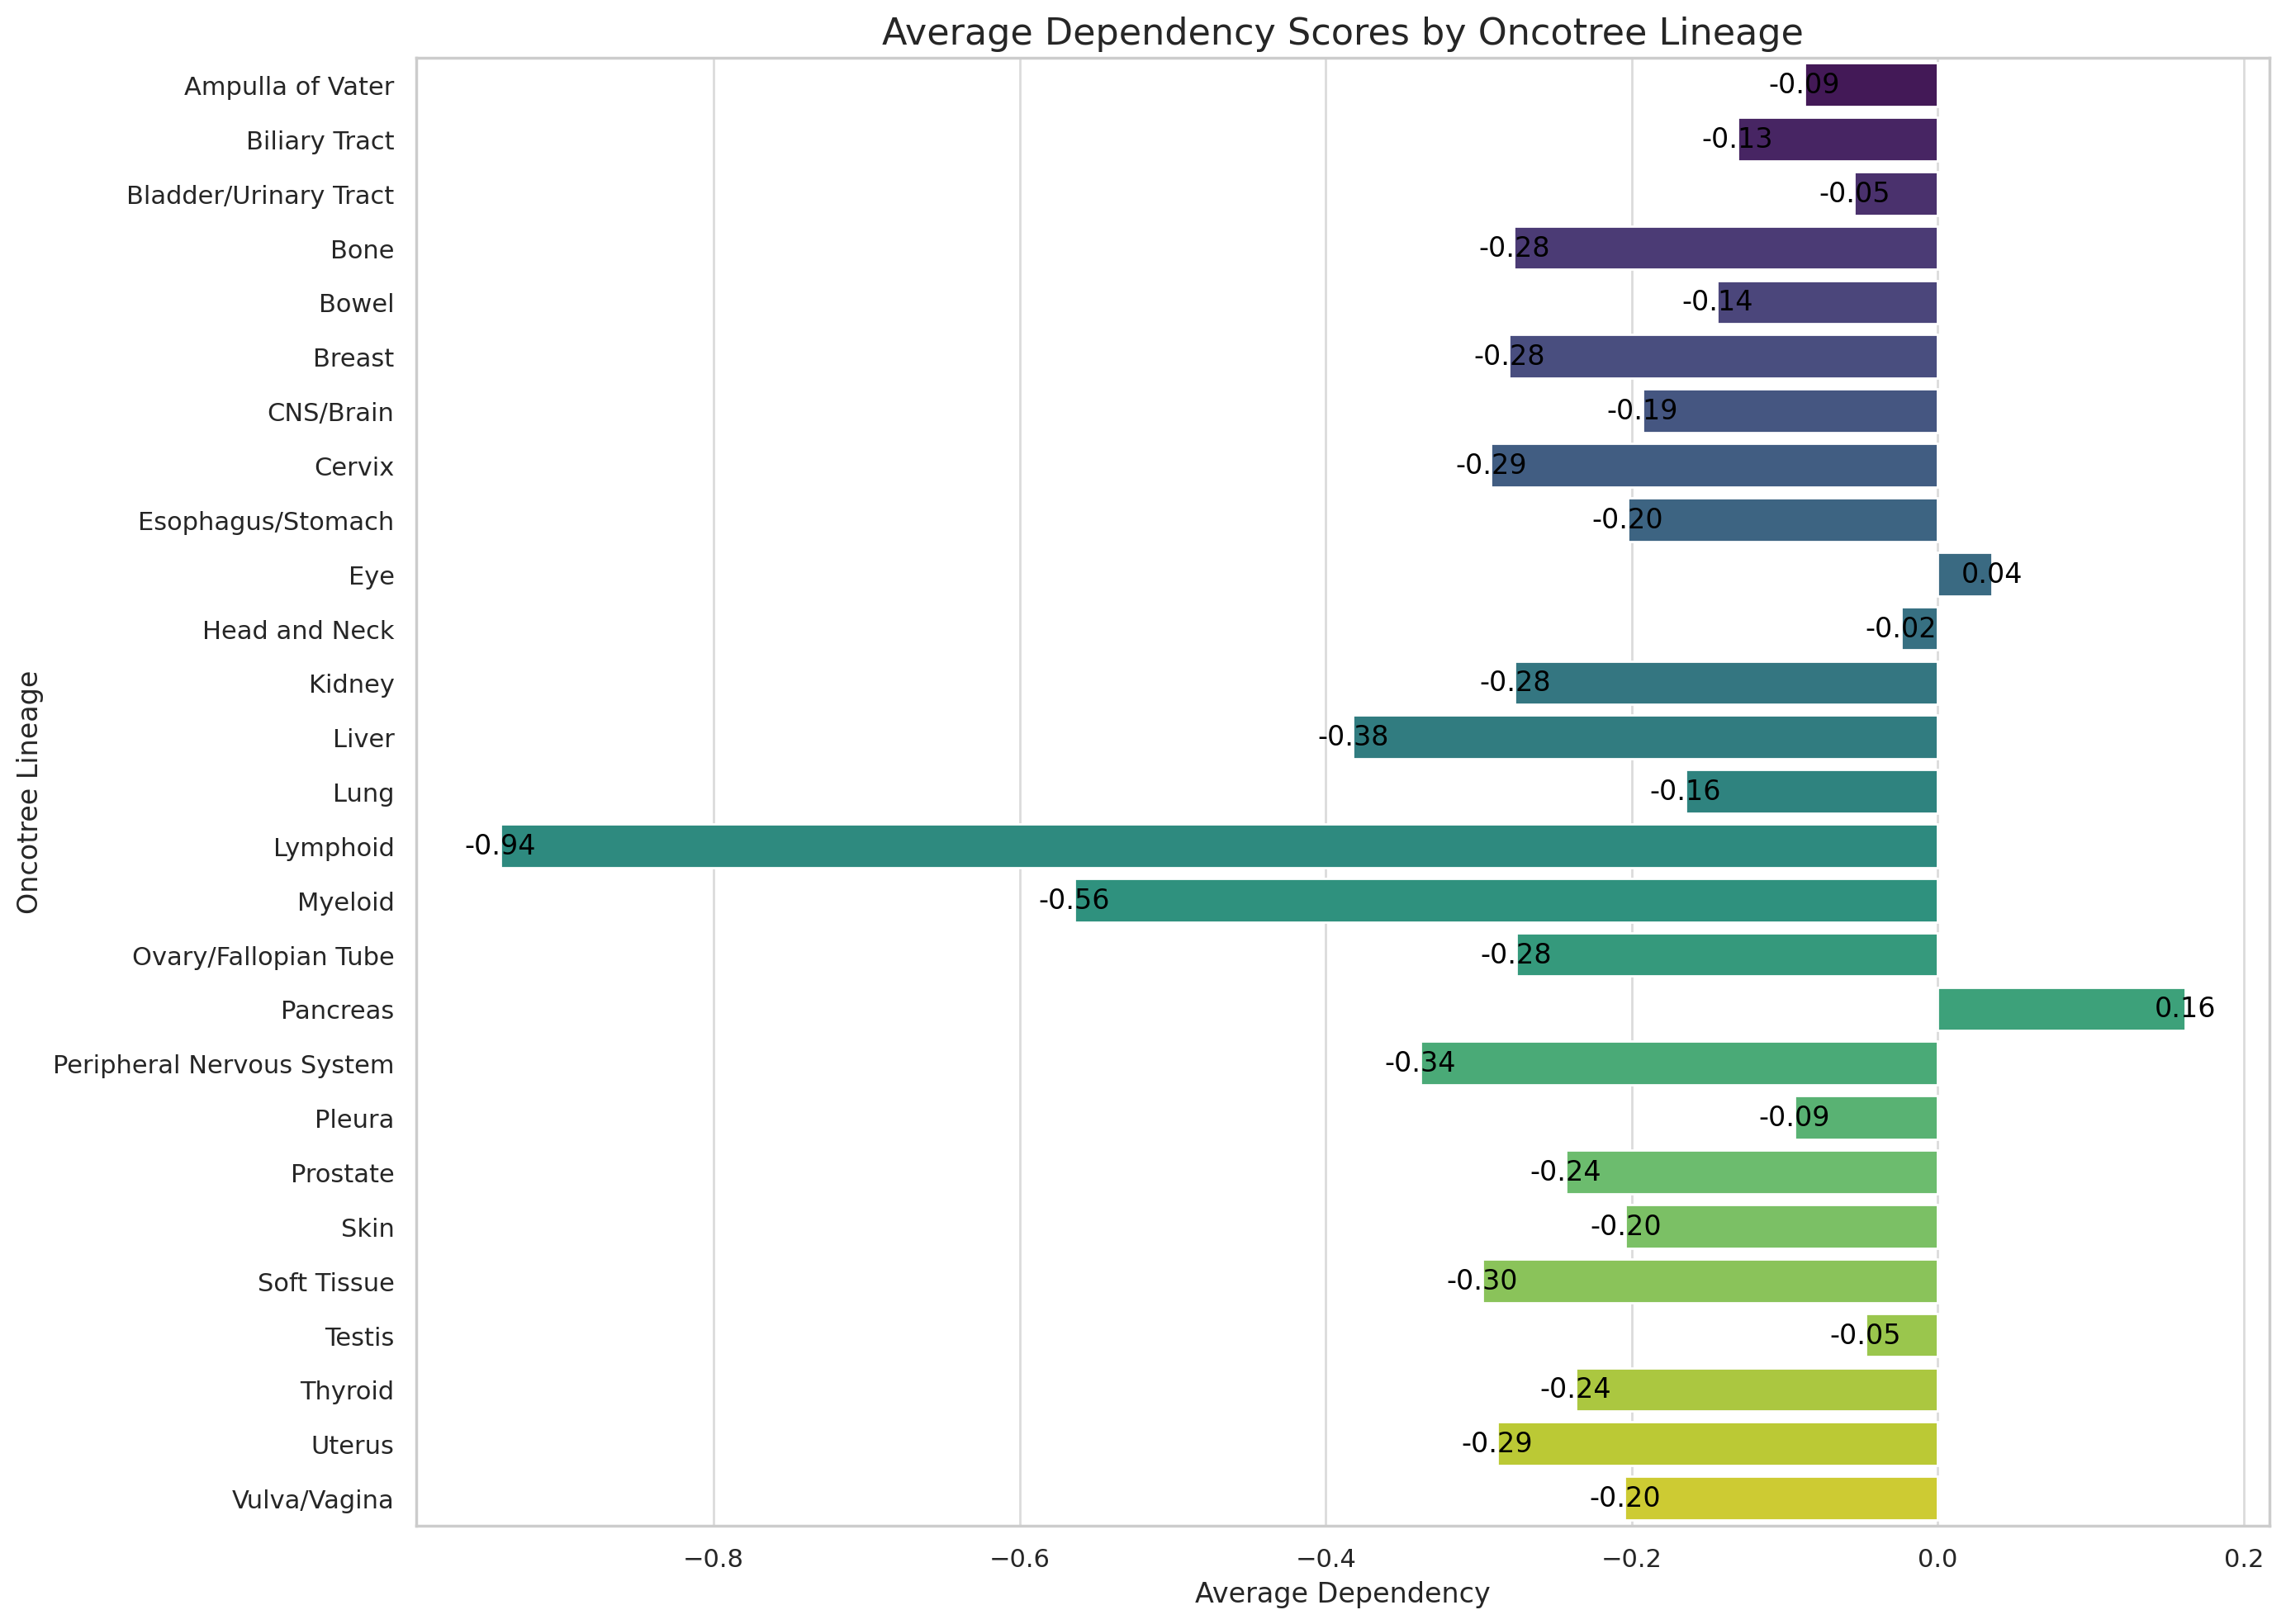 Average Dependency Scores by Oncotree Lineage
Ampulla of Vater -0.09
Biliary Tract -0.13
Bladder/Urinary Tract -0.05
Bone -0.28
Bowel -0.14
Breast -0.28
CNS/Brain -0.19
Cervix -0.29
Esophagus/Stomach -0.20
Eye 0.04
Head and Neck -0.02
Kidney -0.28
Liver -0.38
Lung -0.16
Lymphoid -0.94
Myeloid -0.56
Ovary/Fallopian Tube -0.28
Pancreas 0.16
Peripheral Nervous System -0.34
Pleura -0.09
Prostate -0.24
Skin -0.20
Soft Tissue -0.30
Testis -0.05
Thyroid -0.24
Uterus -0.29
Vulva/Vagina -0.20
Oncotree Lineage
−0.8 −0.6 −0.4 −0.2 0.0 0.2
Average Dependency